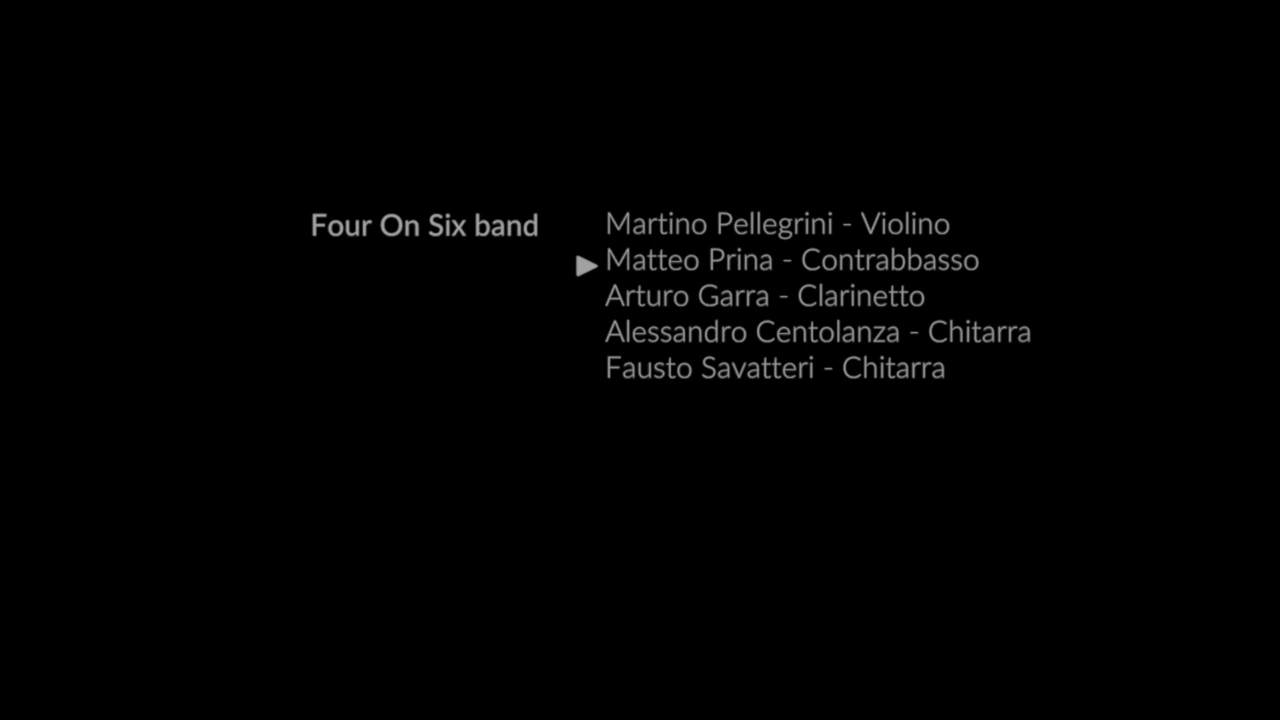 Four On Six band
Martino Pellegrini - Violino
Matteo Prina - Contrabbasso
Arturo Garra - Clarinetto
Alessandro Centolanza - Chitarra
Fausto Savatteri - Chitarra